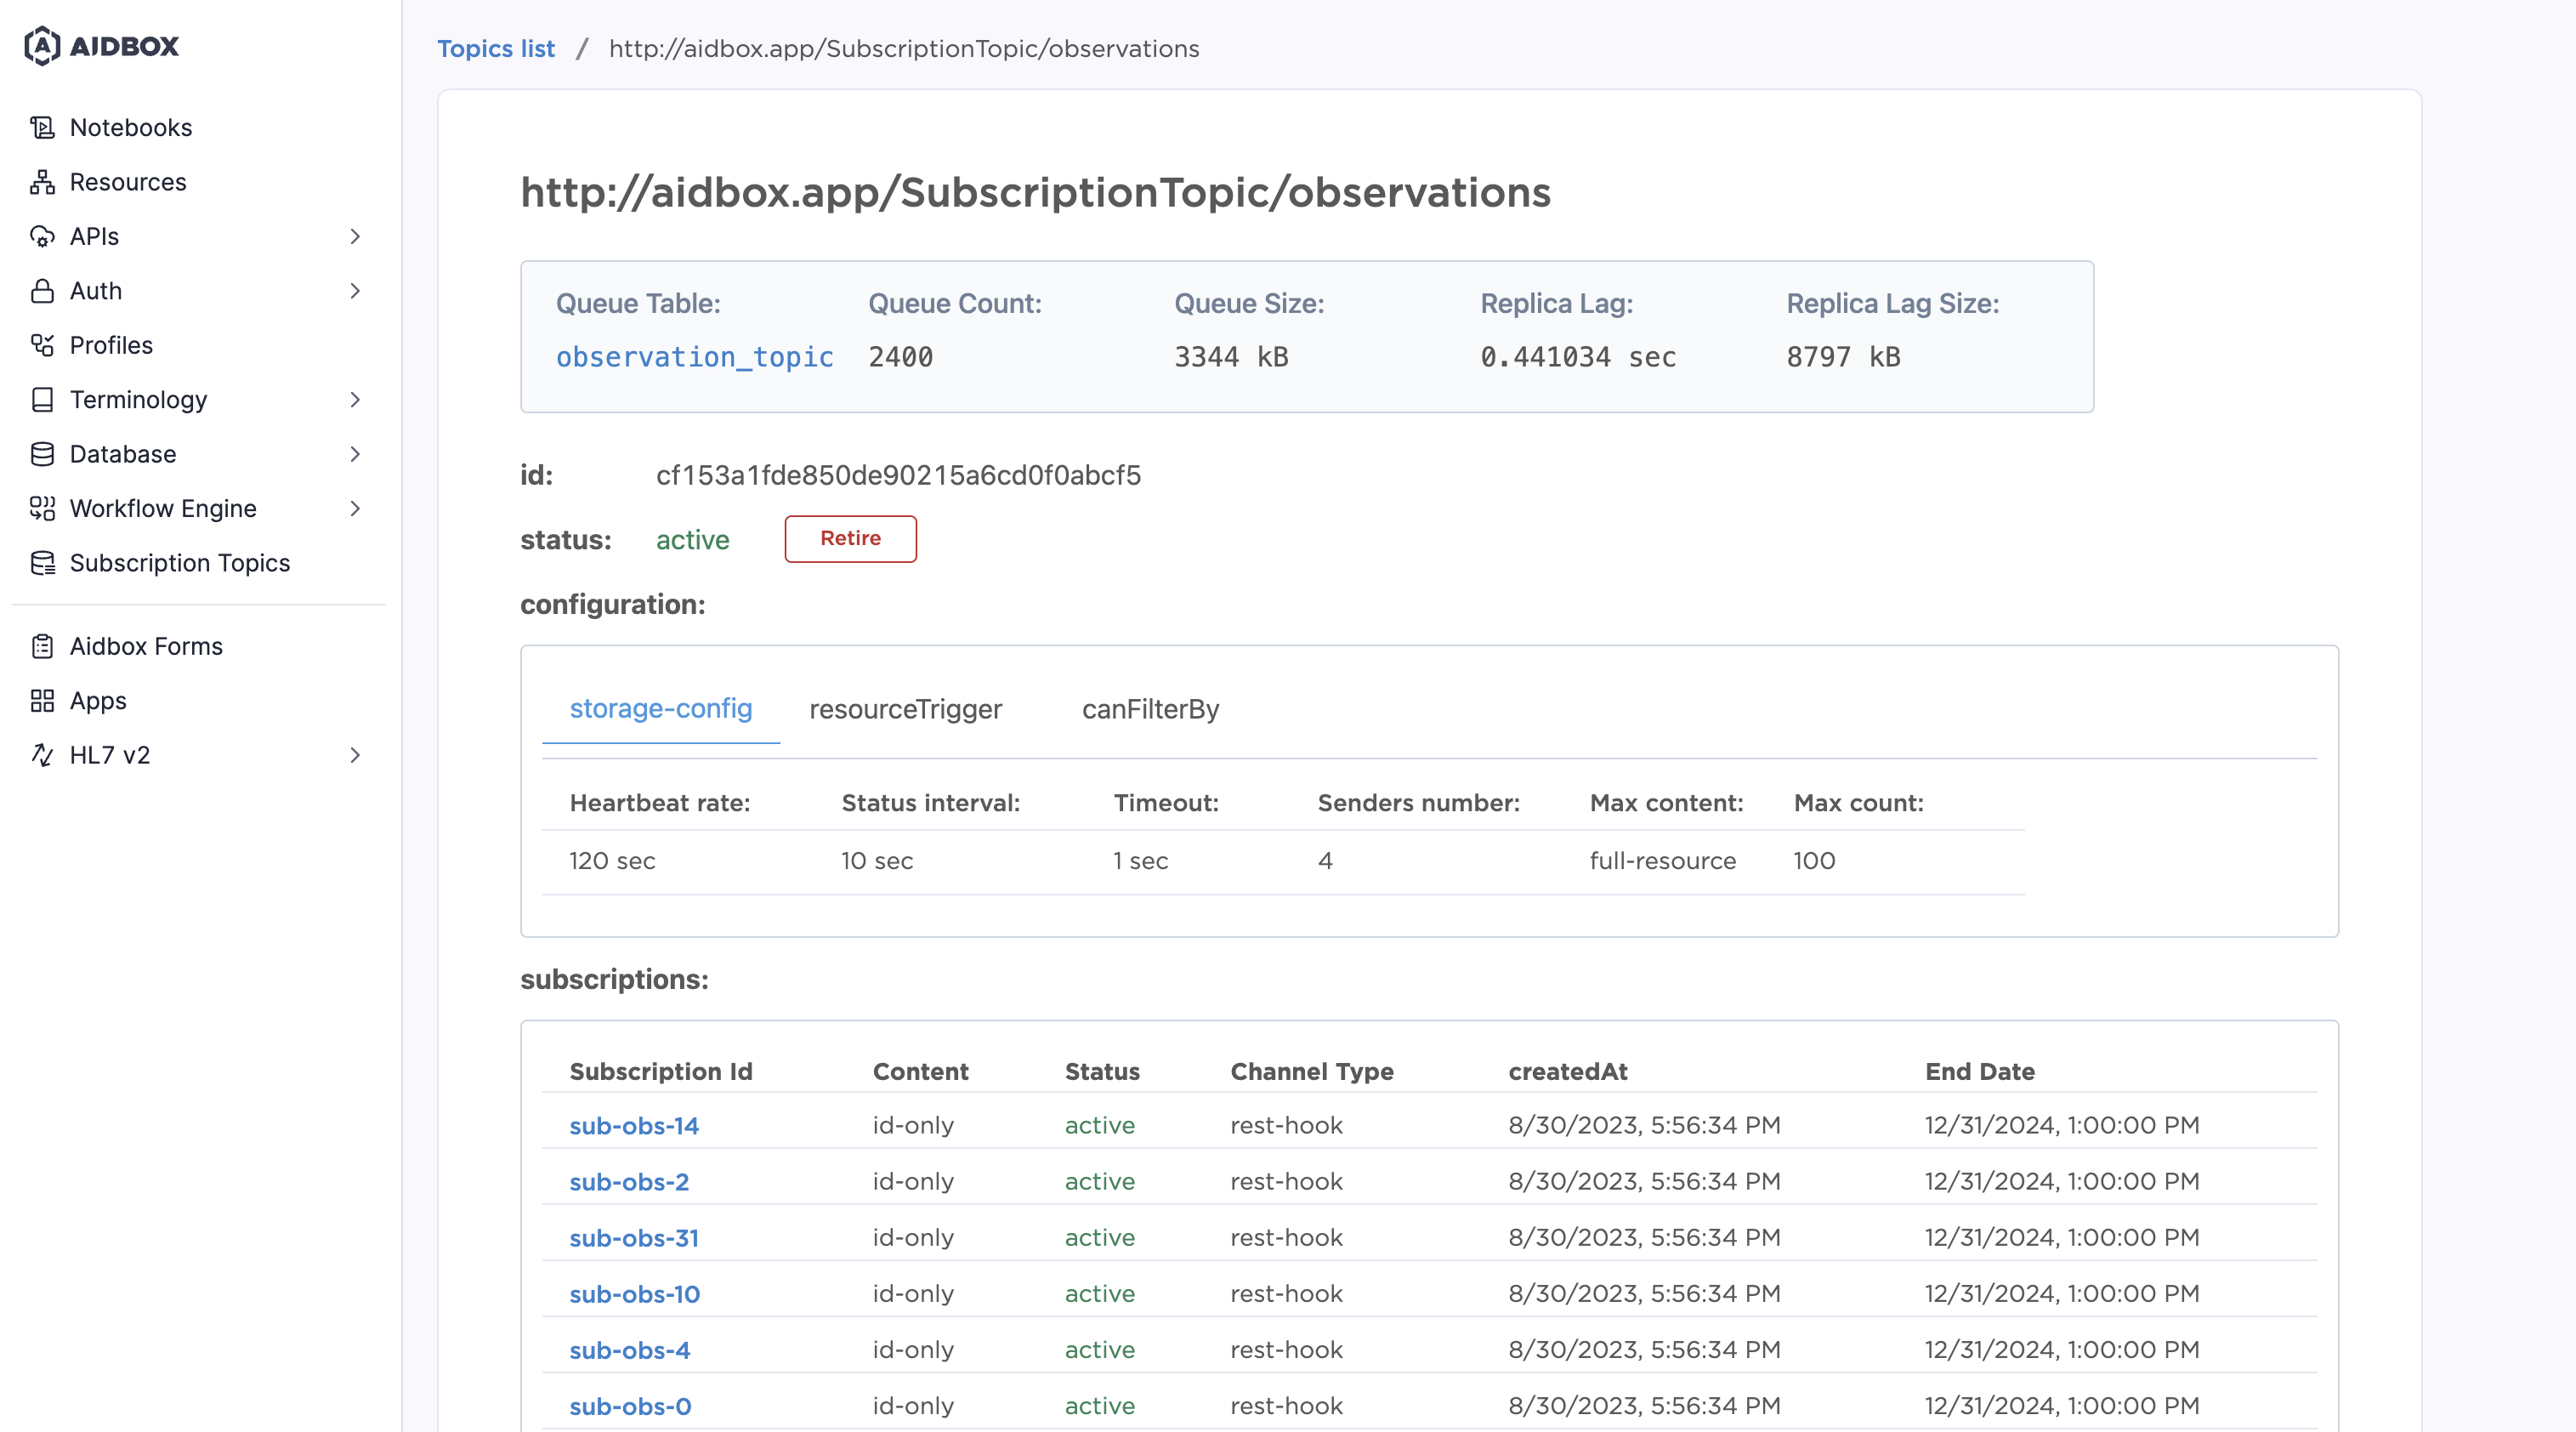 AIDBOX
Notebooks
Resources
APIs
Auth
Profiles
Terminology
Database
Workflow Engine
Subscription Topics
Aidbox Forms
Apps
HL7 v2
Topics list / http://aidbox.app/SubscriptionTopic/observations
http://aidbox.app/SubscriptionTopic/observations
Queue Table: Queue Count: Queue Size: Replica Lag: Replica Lag Size:
observation_topic 2400 3344 kB 0.441034 sec 8797 kB
id: cf153a1fde850de90215a6cd0f0abcf5
status: active Retire
configuration:
storage-config resourceTrigger canFilterBy
Heartbeat rate: Status interval: Timeout: Senders number: Max content: Max count:
120 sec 10 sec 1 sec 4 full-resource 100
subscriptions:
Subscription Id Content Status Channel Type createdAt End Date
sub-obs-14 id-only active rest-hook 8/30/2023, 5:56:34 PM 12/31/2024, 1:00:00 PM
sub-obs-2 id-only active rest-hook 8/30/2023, 5:56:34 PM 12/31/2024, 1:00:00 PM
sub-obs-31 id-only active rest-hook 8/30/2023, 5:56:34 PM 12/31/2024, 1:00:00 PM
sub-obs-10 id-only active rest-hook 8/30/2023, 5:56:34 PM 12/31/2024, 1:00:00 PM
sub-obs-4 id-only active rest-hook 8/30/2023, 5:56:34 PM 12/31/2024, 1:00:00 PM
sub-obs-0 id-only active rest-hook 8/30/2023, 5:56:34 PM 12/31/2024, 1:00:00 PM